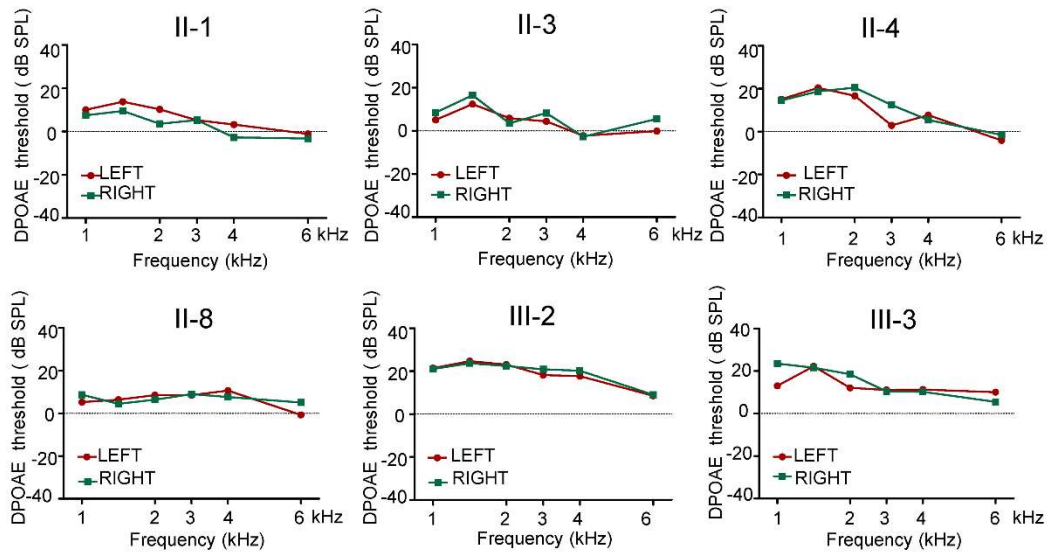 II-1
40
20
0
-20
-40
DPOAE threshold ( dB SPL)
LEFT
RIGHT
1 2 3 4 6 kHz
Frequency (kHz)
II-3
40
20
0
-20
-40
DPOAE threshold ( dB SPL)
LEFT
RIGHT
1 2 3 4 6 kHz
Frequency (kHz)
II-4
40
20
0
-20
-40
DPOAE threshold ( dB SPL)
LEFT
RIGHT
1 2 3 4 6 kHz
Frequency (kHz)
II-8
40
20
0
-20
-40
DPOAE threshold ( dB SPL)
LEFT
RIGHT
1 2 3 4 6 kHz
Frequency (kHz)
III-2
40
20
0
-20
-40
DPOAE threshold ( dB SPL)
LEFT
RIGHT
1 2 3 4 6 kHz
Frequency (kHz)
III-3
40
20
0
-20
-40
DPOAE threshold ( dB SPL)
LEFT
RIGHT
1 2 3 4 6 kHz
Frequency (kHz)